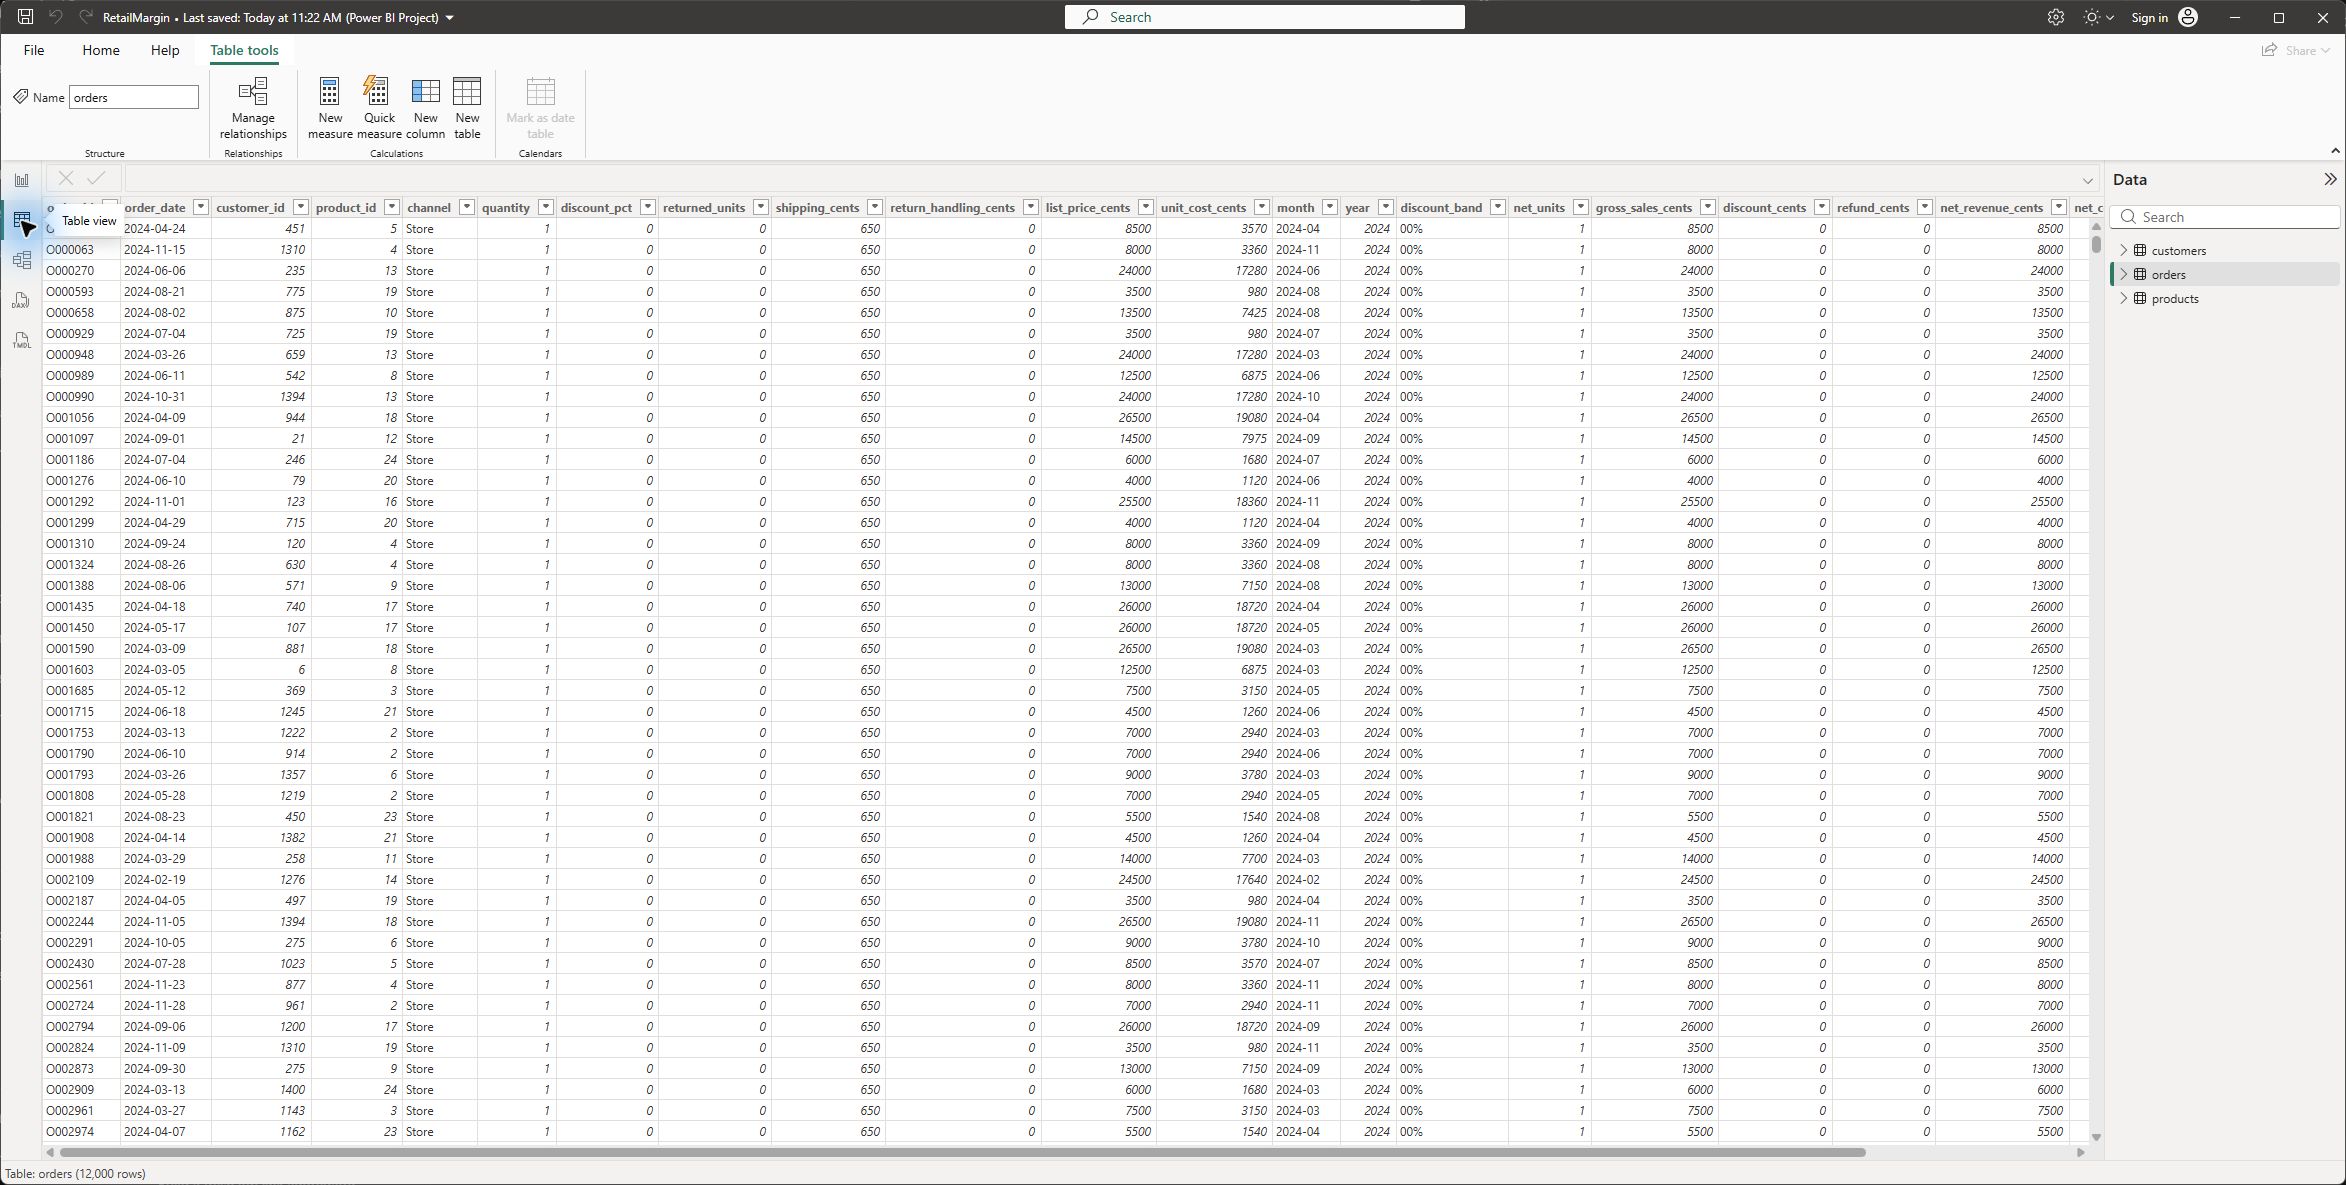 RetailMargin • Last saved: Today at 11:22 AM (Power BI Project)
Search
Sign in
File Home Help Table tools
Share
Name orders
Manage relationships
New measure
Quick measure
New column
New table
Mark as date table
Structure Relationships Calculations Calendars
Table view
order_date customer_id product_id channel quantity discount_pct returned_units shipping_cents return_handling_cents list_price_cents unit_cost_cents month year discount_band net_units gross_sales_cents discount_cents refund_cents net_revenue_cents net_c
2024-04-24 451 5 Store 1 0 0 650 0 8500 3570 2024-04 2024 00% 1 8500 0 0 8500
O000063 2024-11-15 1310 4 Store 1 0 0 650 0 8000 3360 2024-11 2024 00% 1 8000 0 0 8000
O000270 2024-06-06 235 13 Store 1 0 0 650 0 24000 17280 2024-06 2024 00% 1 24000 0 0 24000
O000593 2024-08-21 775 19 Store 1 0 0 650 0 3500 980 2024-08 2024 00% 1 3500 0 0 3500
O000658 2024-08-02 875 10 Store 1 0 0 650 0 13500 7425 2024-08 2024 00% 1 13500 0 0 13500
O000929 2024-07-04 725 19 Store 1 0 0 650 0 3500 980 2024-07 2024 00% 1 3500 0 0 3500
O000948 2024-03-26 659 13 Store 1 0 0 650 0 24000 17280 2024-03 2024 00% 1 24000 0 0 24000
O000989 2024-06-11 542 8 Store 1 0 0 650 0 12500 6875 2024-06 2024 00% 1 12500 0 0 12500
O000990 2024-10-31 1394 13 Store 1 0 0 650 0 24000 17280 2024-10 2024 00% 1 24000 0 0 24000
O001056 2024-04-09 944 18 Store 1 0 0 650 0 26500 19080 2024-04 2024 00% 1 26500 0 0 26500
O001097 2024-09-01 21 12 Store 1 0 0 650 0 14500 7975 2024-09 2024 00% 1 14500 0 0 14500
O001186 2024-07-04 246 24 Store 1 0 0 650 0 6000 1680 2024-07 2024 00% 1 6000 0 0 6000
O001276 2024-06-10 79 20 Store 1 0 0 650 0 4000 1120 2024-06 2024 00% 1 4000 0 0 4000
O001292 2024-11-01 123 16 Store 1 0 0 650 0 25500 18360 2024-11 2024 00% 1 25500 0 0 25500
O001299 2024-04-29 715 20 Store 1 0 0 650 0 4000 1120 2024-04 2024 00% 1 4000 0 0 4000
O001310 2024-09-24 120 4 Store 1 0 0 650 0 8000 3360 2024-09 2024 00% 1 8000 0 0 8000
O001324 2024-08-26 630 4 Store 1 0 0 650 0 8000 3360 2024-08 2024 00% 1 8000 0 0 8000
O001388 2024-08-06 571 9 Store 1 0 0 650 0 13000 7150 2024-08 2024 00% 1 13000 0 0 13000
O001435 2024-04-18 740 17 Store 1 0 0 650 0 26000 18720 2024-04 2024 00% 1 26000 0 0 26000
O001450 2024-05-17 107 17 Store 1 0 0 650 0 26000 18720 2024-05 2024 00% 1 26000 0 0 26000
O001590 2024-03-09 881 18 Store 1 0 0 650 0 26500 19080 2024-03 2024 00% 1 26500 0 0 26500
O001603 2024-03-05 6 8 Store 1 0 0 650 0 12500 6875 2024-03 2024 00% 1 12500 0 0 12500
O001685 2024-05-12 369 3 Store 1 0 0 650 0 7500 3150 2024-05 2024 00% 1 7500 0 0 7500
O001715 2024-06-18 1245 21 Store 1 0 0 650 0 4500 1260 2024-06 2024 00% 1 4500 0 0 4500
O001753 2024-03-13 1222 2 Store 1 0 0 650 0 7000 2940 2024-03 2024 00% 1 7000 0 0 7000
O001790 2024-06-10 914 2 Store 1 0 0 650 0 7000 2940 2024-06 2024 00% 1 7000 0 0 7000
O001793 2024-03-26 1357 6 Store 1 0 0 650 0 9000 3780 2024-03 2024 00% 1 9000 0 0 9000
O001808 2024-05-28 1219 2 Store 1 0 0 650 0 7000 2940 2024-05 2024 00% 1 7000 0 0 7000
O001821 2024-08-23 450 23 Store 1 0 0 650 0 5500 1540 2024-08 2024 00% 1 5500 0 0 5500
O001908 2024-04-14 1382 21 Store 1 0 0 650 0 4500 1260 2024-04 2024 00% 1 4500 0 0 4500
O001988 2024-03-29 258 11 Store 1 0 0 650 0 14000 7700 2024-03 2024 00% 1 14000 0 0 14000
O002109 2024-02-19 1276 14 Store 1 0 0 650 0 24500 17640 2024-02 2024 00% 1 24500 0 0 24500
O002187 2024-04-05 497 19 Store 1 0 0 650 0 3500 980 2024-04 2024 00% 1 3500 0 0 3500
O002244 2024-11-05 1394 18 Store 1 0 0 650 0 26500 19080 2024-11 2024 00% 1 26500 0 0 26500
O002291 2024-10-05 275 6 Store 1 0 0 650 0 9000 3780 2024-10 2024 00% 1 9000 0 0 9000
O002430 2024-07-28 1023 5 Store 1 0 0 650 0 8500 3570 2024-07 2024 00% 1 8500 0 0 8500
O002561 2024-11-23 877 4 Store 1 0 0 650 0 8000 3360 2024-11 2024 00% 1 8000 0 0 8000
O002724 2024-11-28 961 2 Store 1 0 0 650 0 7000 2940 2024-11 2024 00% 1 7000 0 0 7000
O002794 2024-09-06 1200 17 Store 1 0 0 650 0 26000 18720 2024-09 2024 00% 1 26000 0 0 26000
O002824 2024-11-09 1310 19 Store 1 0 0 650 0 3500 980 2024-11 2024 00% 1 3500 0 0 3500
O002873 2024-09-30 275 9 Store 1 0 0 650 0 13000 7150 2024-09 2024 00% 1 13000 0 0 13000
O002909 2024-03-13 1400 24 Store 1 0 0 650 0 6000 1680 2024-03 2024 00% 1 6000 0 0 6000
O002961 2024-03-27 1143 3 Store 1 0 0 650 0 7500 3150 2024-03 2024 00% 1 7500 0 0 7500
O002974 2024-04-07 1162 23 Store 1 0 0 650 0 5500 1540 2024-04 2024 00% 1 5500 0 0 5500
DAX
TMDL
Data
Search
customers
orders
products
Table: orders (12,000 rows)